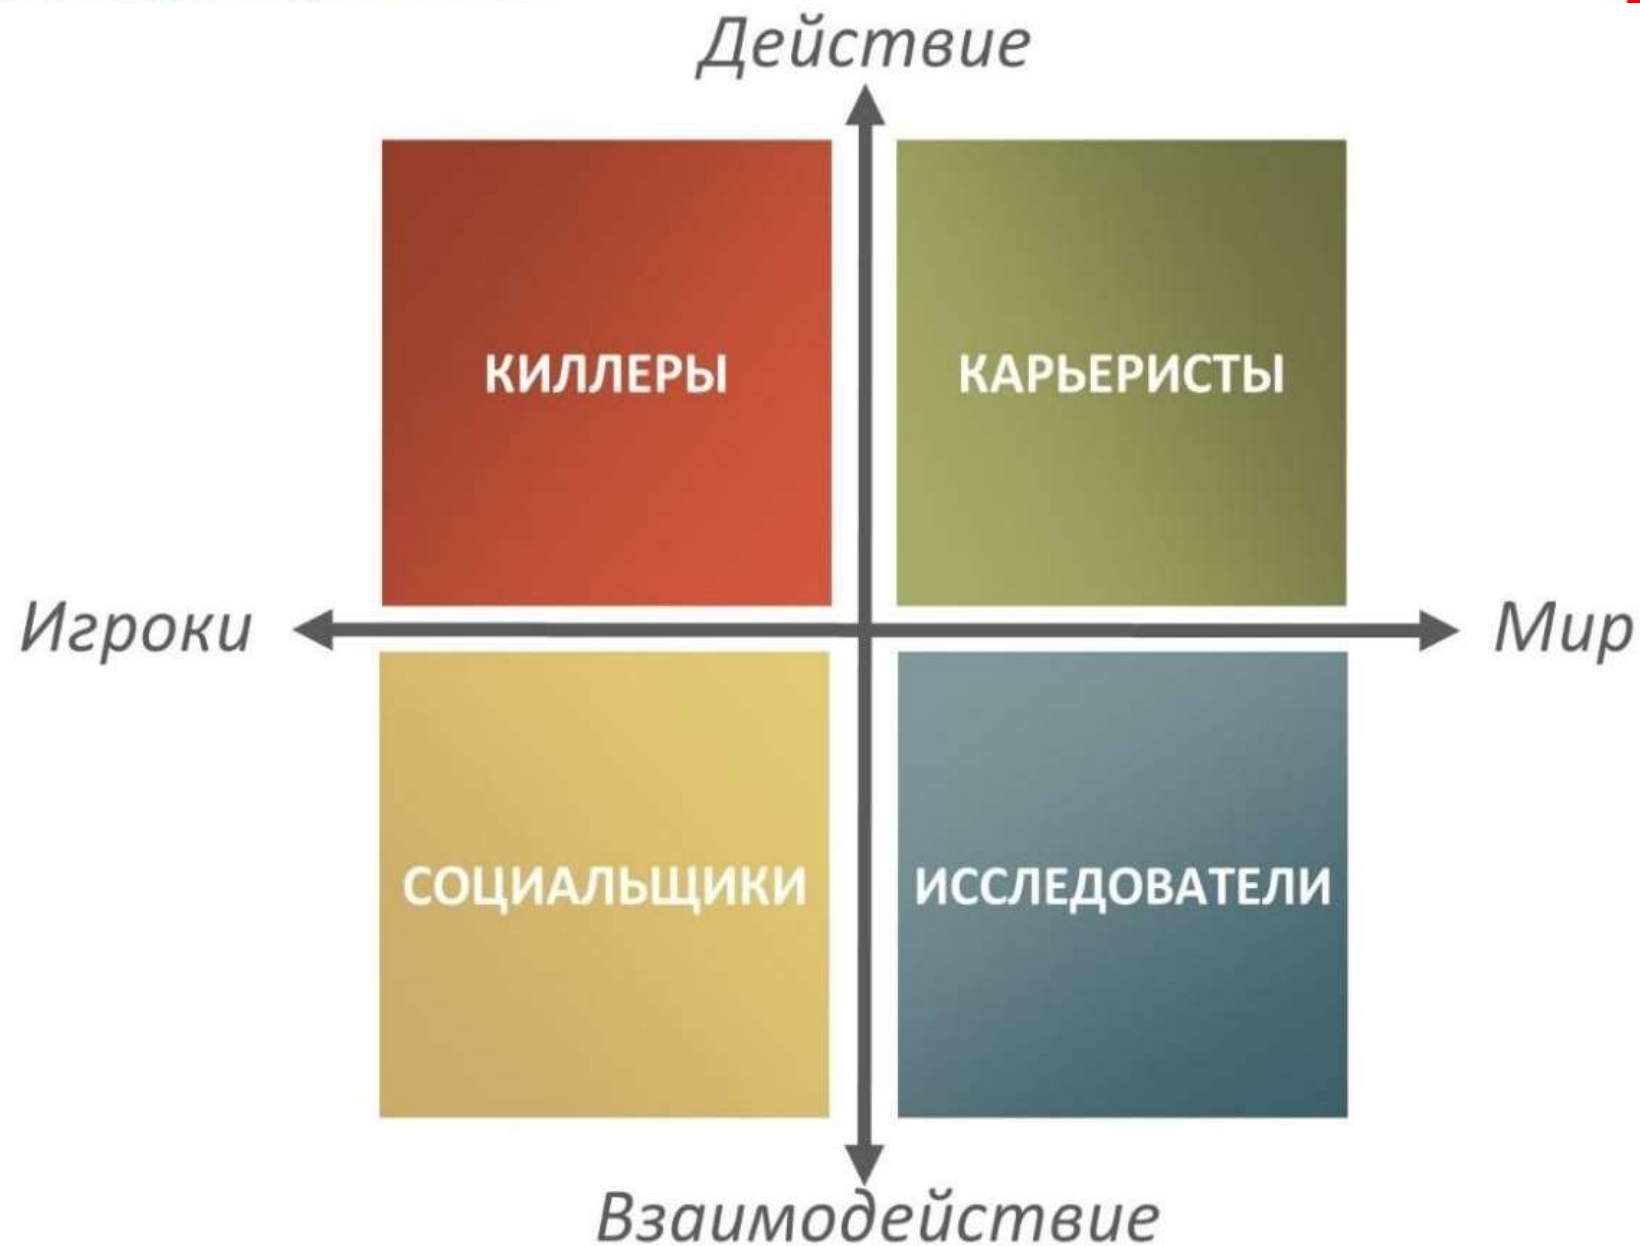 Действие
КИЛЛЕРЫ
КАРЬЕРИСТЫ
Игроки
Мир
СОЦИАЛЬЩИКИ
ИССЛЕДОВАТЕЛИ
Взаимодействие